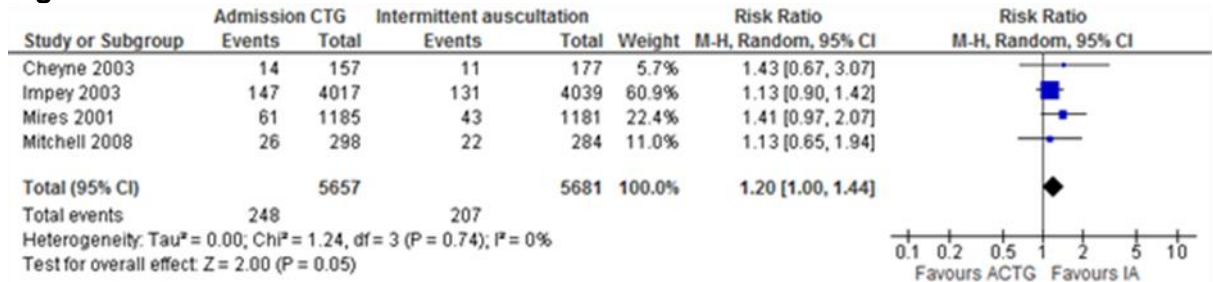 Admission CTG Intermittent auscultation Risk Ratio Risk Ratio
Study or Subgroup Events Total Events Total Weight M-H, Random, 95% CI M-H, Random, 95% CI
Cheyne 2003 14 157 11 177 5.7% 1.43 [0.67, 3.07]
Impey 2003 147 4017 131 4039 60.9% 1.13 [0.90, 1.42]
Mires 2001 61 1185 43 1181 22.4% 1.41 [0.97, 2.07]
Mitchell 2008 26 298 22 284 11.0% 1.13 [0.65, 1.94]
Total (95% CI) 5657 5681 100.0% 1.20 [1.00, 1.44]
Total events 248 207
Heterogeneity: Tau² = 0.00; Chi² = 1.24, df = 3 (P = 0.74); I² = 0%
Test for overall effect: Z = 2.00 (P = 0.05)
0.1 0.2 0.5 1 2 5 10
Favours ACTG Favours IA